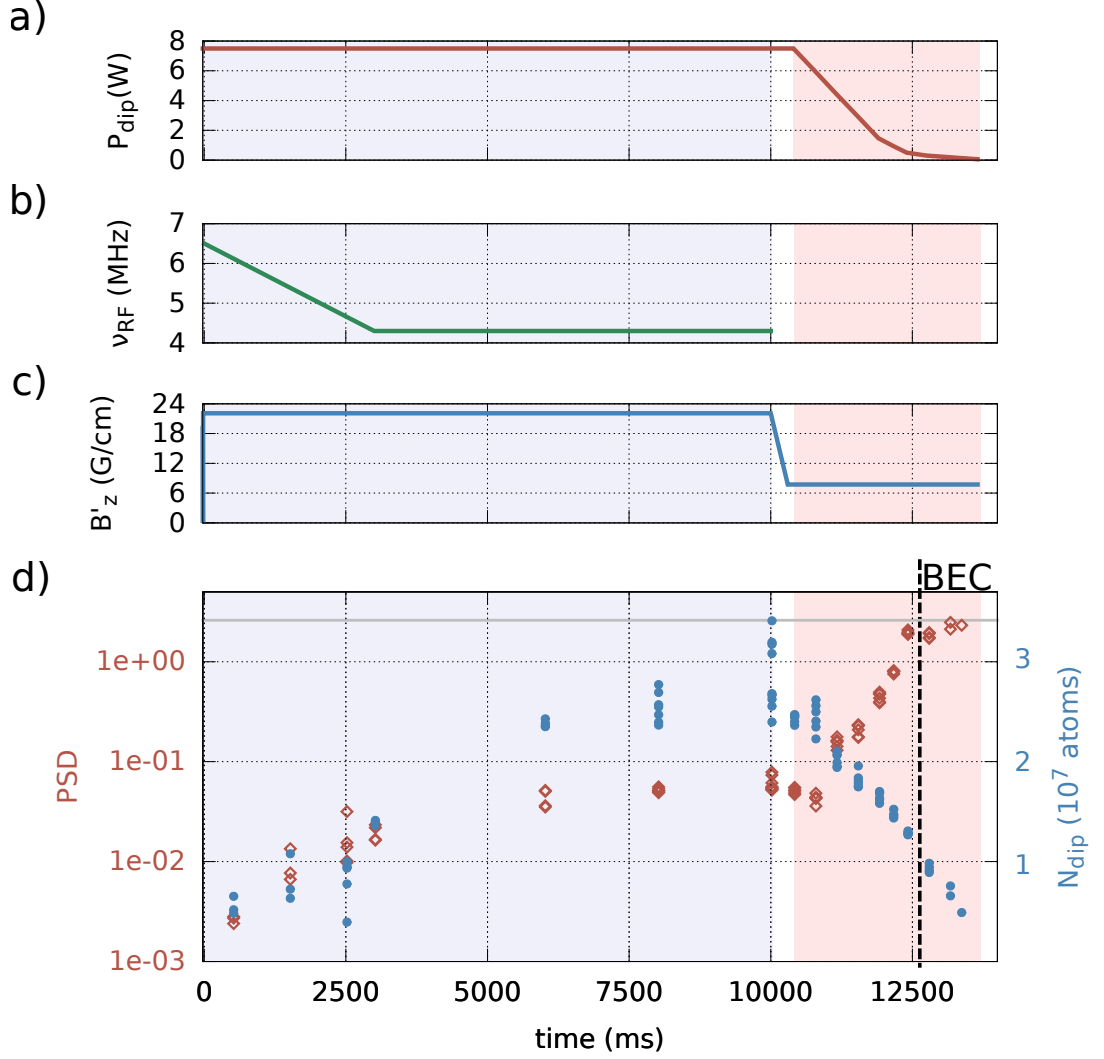 a)
P_dip(W)
8
6
4
2
0
b)
ν_RF (MHz)
7
6
5
4
c)
B'_z (G/cm)
24
18
12
6
0
d)
BEC
PSD
1e+00
1e-01
1e-02
1e-03
3
2
1
N_dip (10^7 atoms)
0 2500 5000 7500 10000 12500
time (ms)